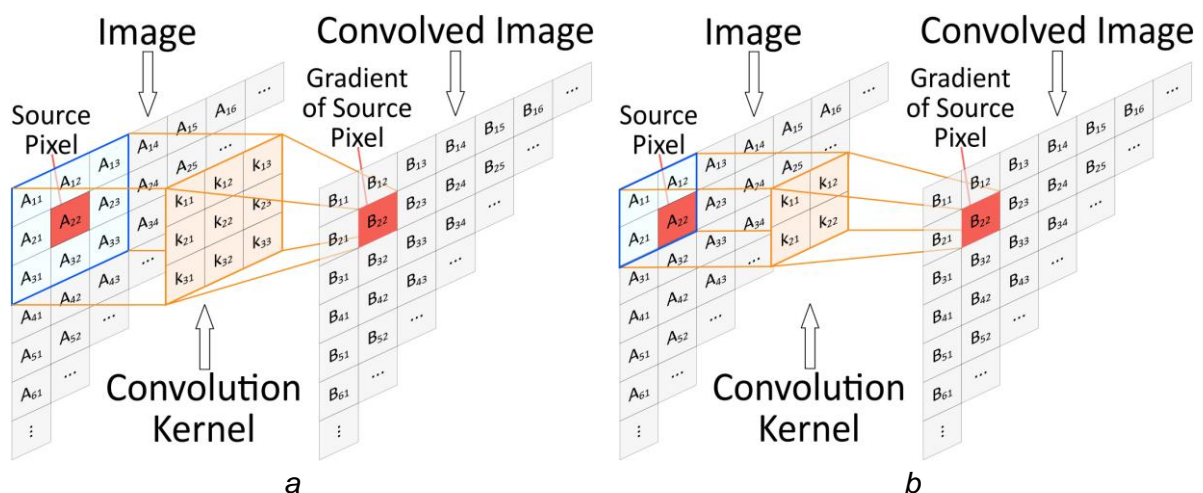 Image
Convolved Image
Source
Pixel
Gradient
of Source
Pixel
A11 A12 A13 A14 A15 A16 ...
A21 A22 A23 A24 A25 ...
A31 A32 A33 A34 ...
A41 A42 A43 ...
A51 A52 ...
A61 ...
⋮
k11 k12 k13
k21 k22 k23
k31 k32 k33
B11 B12 B13 B14 B15 B16 ...
B21 B22 B23 B24 B25 ...
B31 B32 B33 B34 ...
B41 B42 B43 ...
B51 B52 ...
B61 ...
⋮
Convolution
Kernel
a
Image
Convolved Image
Source
Pixel
Gradient
of Source
Pixel
A11 A12 A13 A14 A15 A16 ...
A21 A22 A23 A24 A25 ...
A31 A32 A33 A34 ...
A41 A42 A43 ...
A51 A52 ...
A61 ...
⋮
k11 k12
k21 k22
B11 B12 B13 B14 B15 B16 ...
B21 B22 B23 B24 B25 ...
B31 B32 B33 B34 ...
B41 B42 B43 ...
B51 B52 ...
B61 ...
⋮
Convolution
Kernel
b